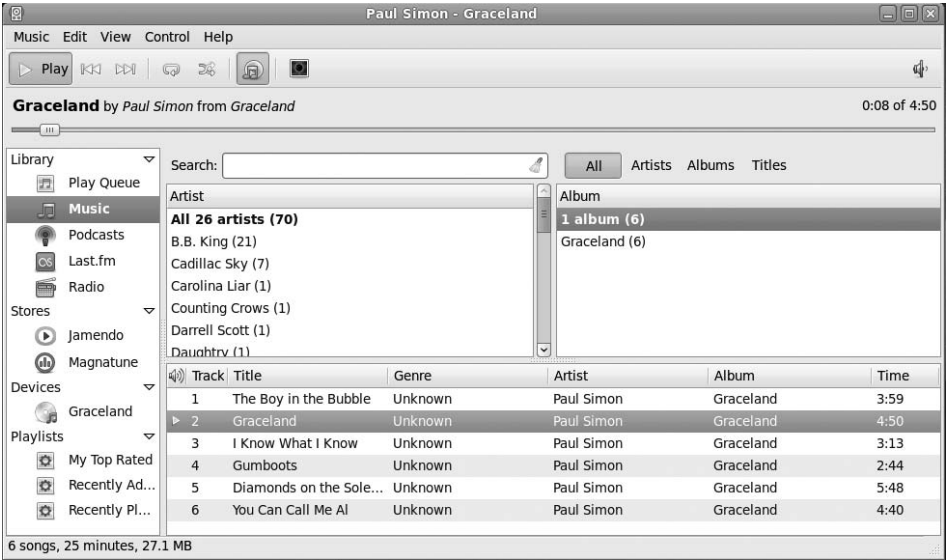 Paul Simon - Graceland
Music Edit View Control Help
Play
Graceland by Paul Simon from Graceland 0:08 of 4:50
Library
Play Queue
Music
Podcasts
Last.fm
Radio
Stores
Jamendo
Magnatune
Devices
Graceland
Playlists
My Top Rated
Recently Ad...
Recently Pl...
Search: All Artists Albums Titles
Artist
All 26 artists (70)
B.B. King (21)
Cadillac Sky (7)
Carolina Liar (1)
Counting Crows (1)
Darrell Scott (1)
Daughtry (1)
Album
1 album (6)
Graceland (6)
Track Title Genre Artist Album Time
1 The Boy in the Bubble Unknown Paul Simon Graceland 3:59
2 Graceland Unknown Paul Simon Graceland 4:50
3 I Know What I Know Unknown Paul Simon Graceland 3:13
4 Gumboots Unknown Paul Simon Graceland 2:44
5 Diamonds on the Sole... Unknown Paul Simon Graceland 5:48
6 You Can Call Me Al Unknown Paul Simon Graceland 4:40
6 songs, 25 minutes, 27.1 MB